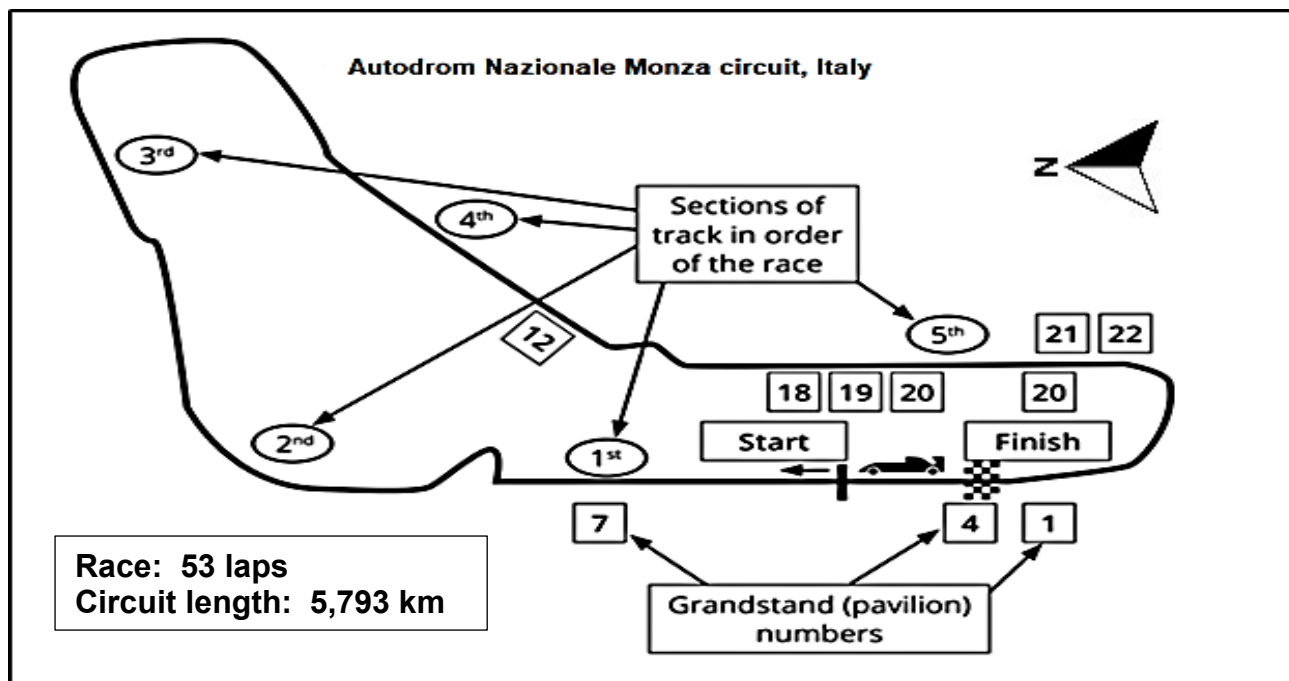 Autodrom Nazionale Monza circuit, Italy
3rd
N
Sections of
track in order
of the race
4th
12
5th
21 22
18 19 20 20
2nd
1st
Start
Finish
7
4
1
Race: 53 laps
Circuit length: 5,793 km
Grandstand (pavilion)
numbers